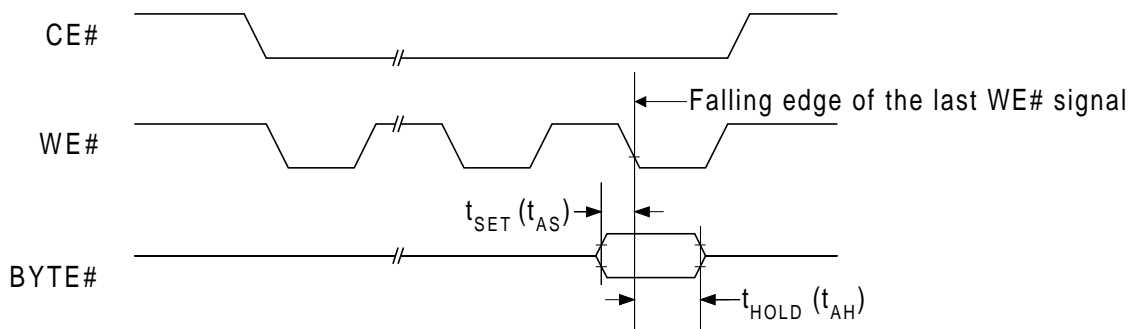 CE#
Falling edge of the last WE# signal
WE#
tSET (tAS)
BYTE#
tHOLD (tAH)